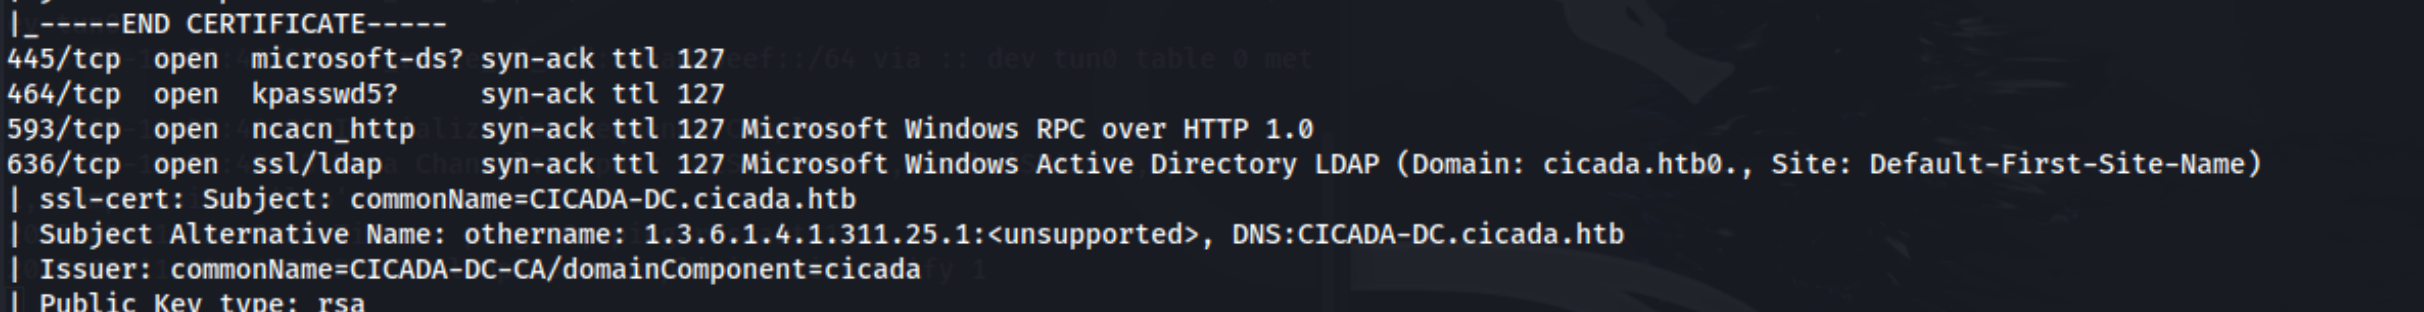 |_-----END CERTIFICATE-----
445/tcp  open  microsoft-ds? syn-ack ttl 127
464/tcp  open  kpasswd5?     syn-ack ttl 127
593/tcp  open  ncacn_http    syn-ack ttl 127 Microsoft Windows RPC over HTTP 1.0
636/tcp  open  ssl/ldap      syn-ack ttl 127 Microsoft Windows Active Directory LDAP (Domain: cicada.htb0., Site: Default-First-Site-Name)
| ssl-cert: Subject: commonName=CICADA-DC.cicada.htb
| Subject Alternative Name: othername: 1.3.6.1.4.1.311.25.1:<unsupported>, DNS:CICADA-DC.cicada.htb
| Issuer: commonName=CICADA-DC-CA/domainComponent=cicada
| Public Key type: rsa